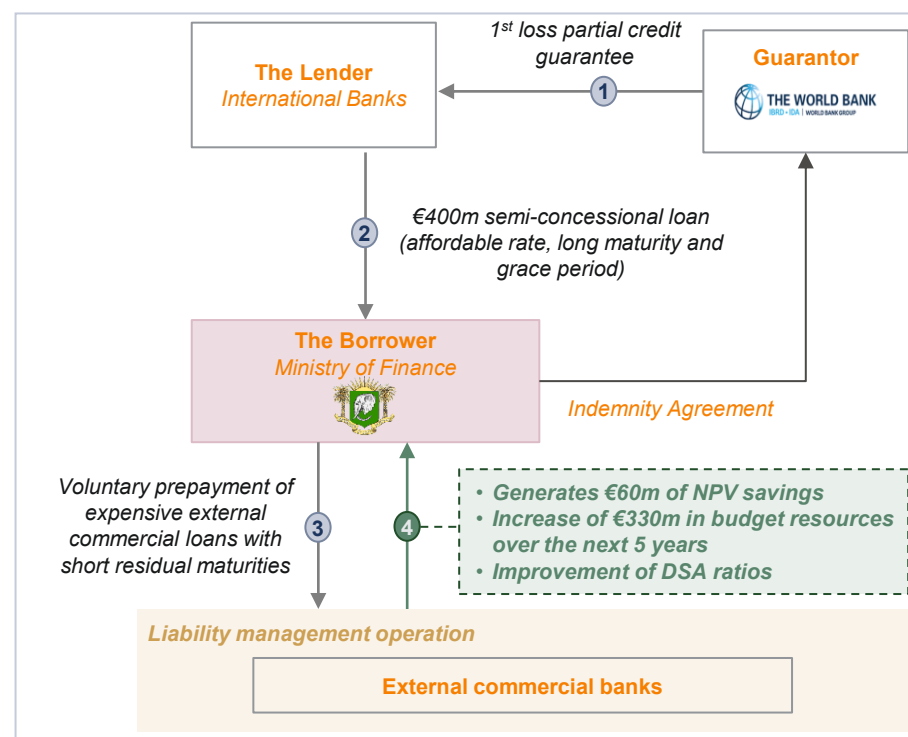 1st loss partial credit
guarantee
The Lender
International Banks
Guarantor
THE WORLD BANK
IBRD • IDA | WORLD BANK GROUP
1
2
€400m semi-concessional loan
(affordable rate, long maturity and
grace period)
The Borrower
Ministry of Finance
Indemnity Agreement
Voluntary prepayment of
expensive external
commercial loans with
short residual maturities
3
4
• Generates €60m of NPV savings
• Increase of €330m in budget resources
over the next 5 years
• Improvement of DSA ratios
Liability management operation
External commercial banks